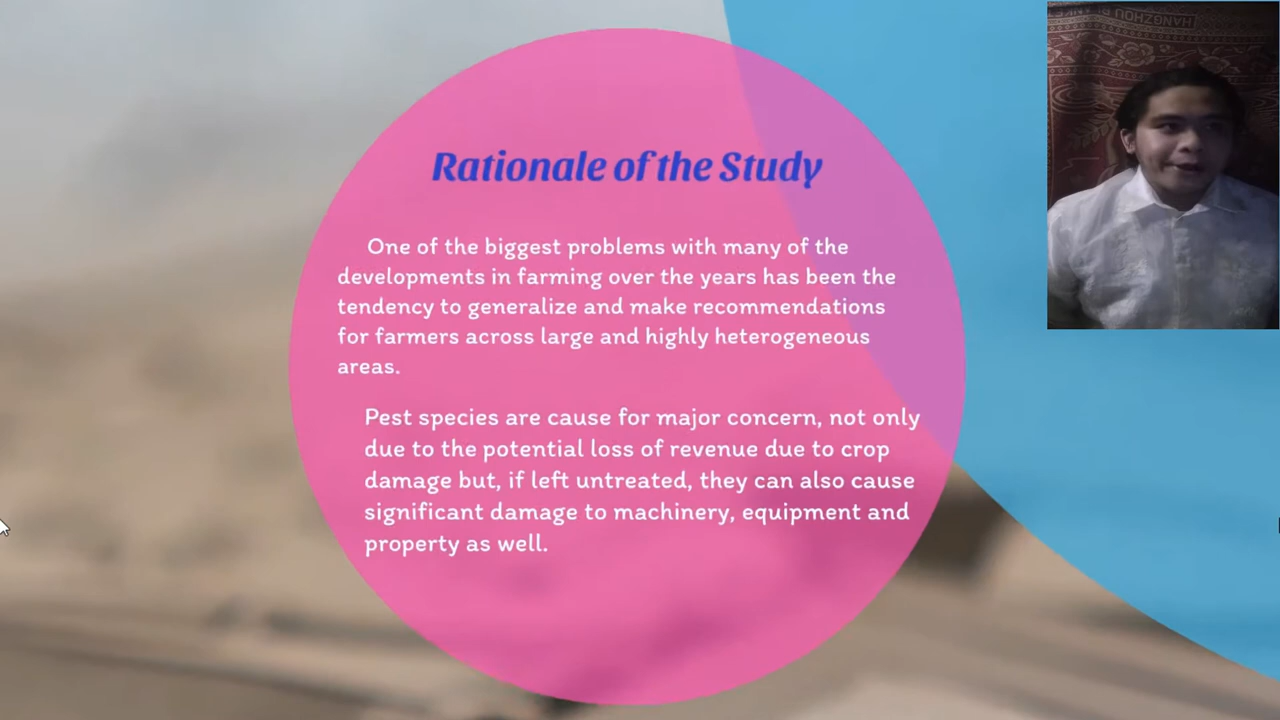 HANGZHOU BLANKET
Rationale of the Study
One of the biggest problems with many of the
developments in farming over the years has been the
tendency to generalize and make recommendations
for farmers across large and highly heterogeneous
areas.
Pest species are cause for major concern, not only
due to the potential loss of revenue due to crop
damage but, if left untreated, they can also cause
significant damage to machinery, equipment and
property as well.